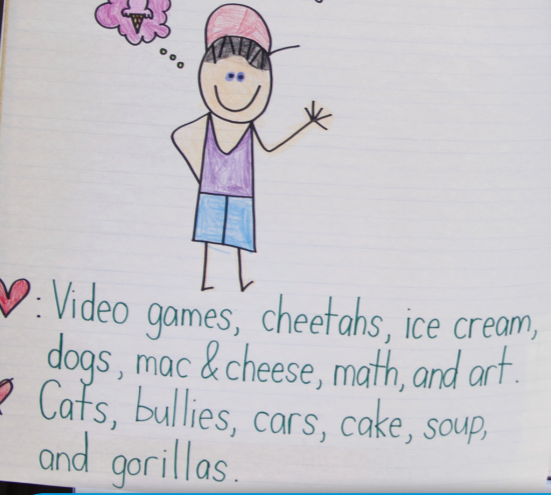 : Video games, cheetahs, ice cream,
dogs, mac & cheese, math, and art.
Cats, bullies, cars, cake, soup,
and gorillas.